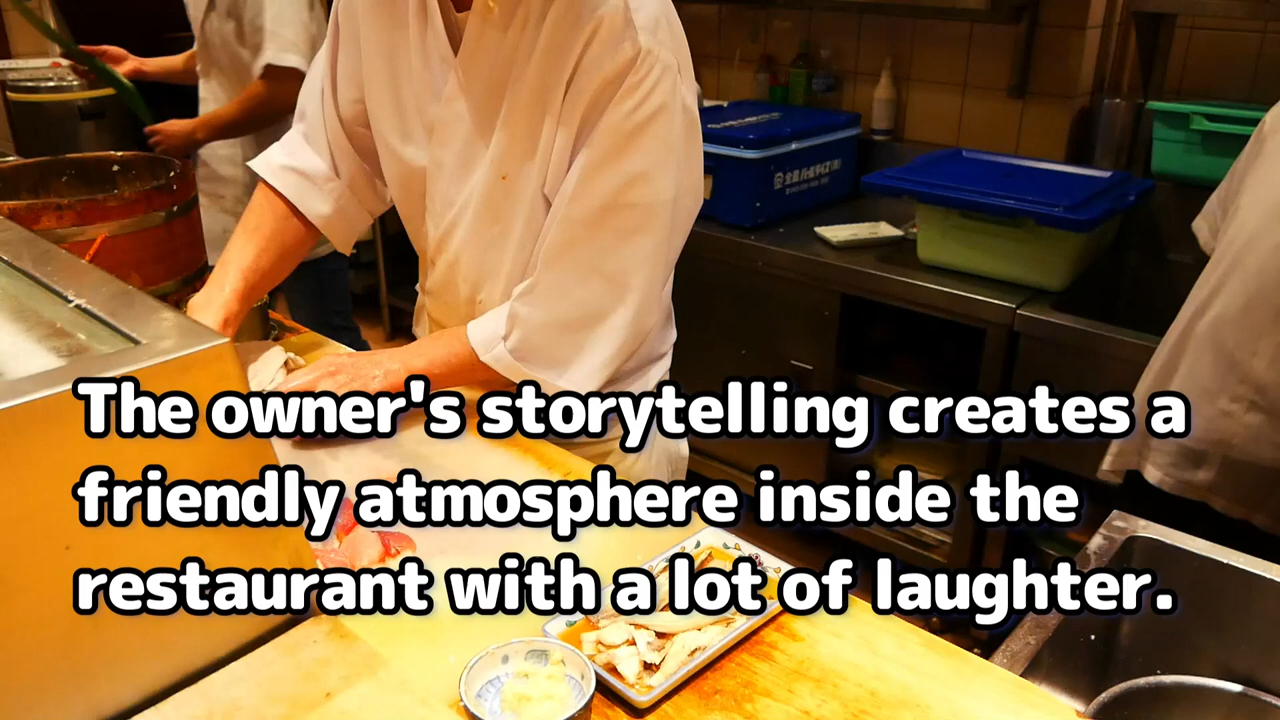 The owner's storytelling creates a
friendly atmosphere inside the
restaurant with a lot of laughter.